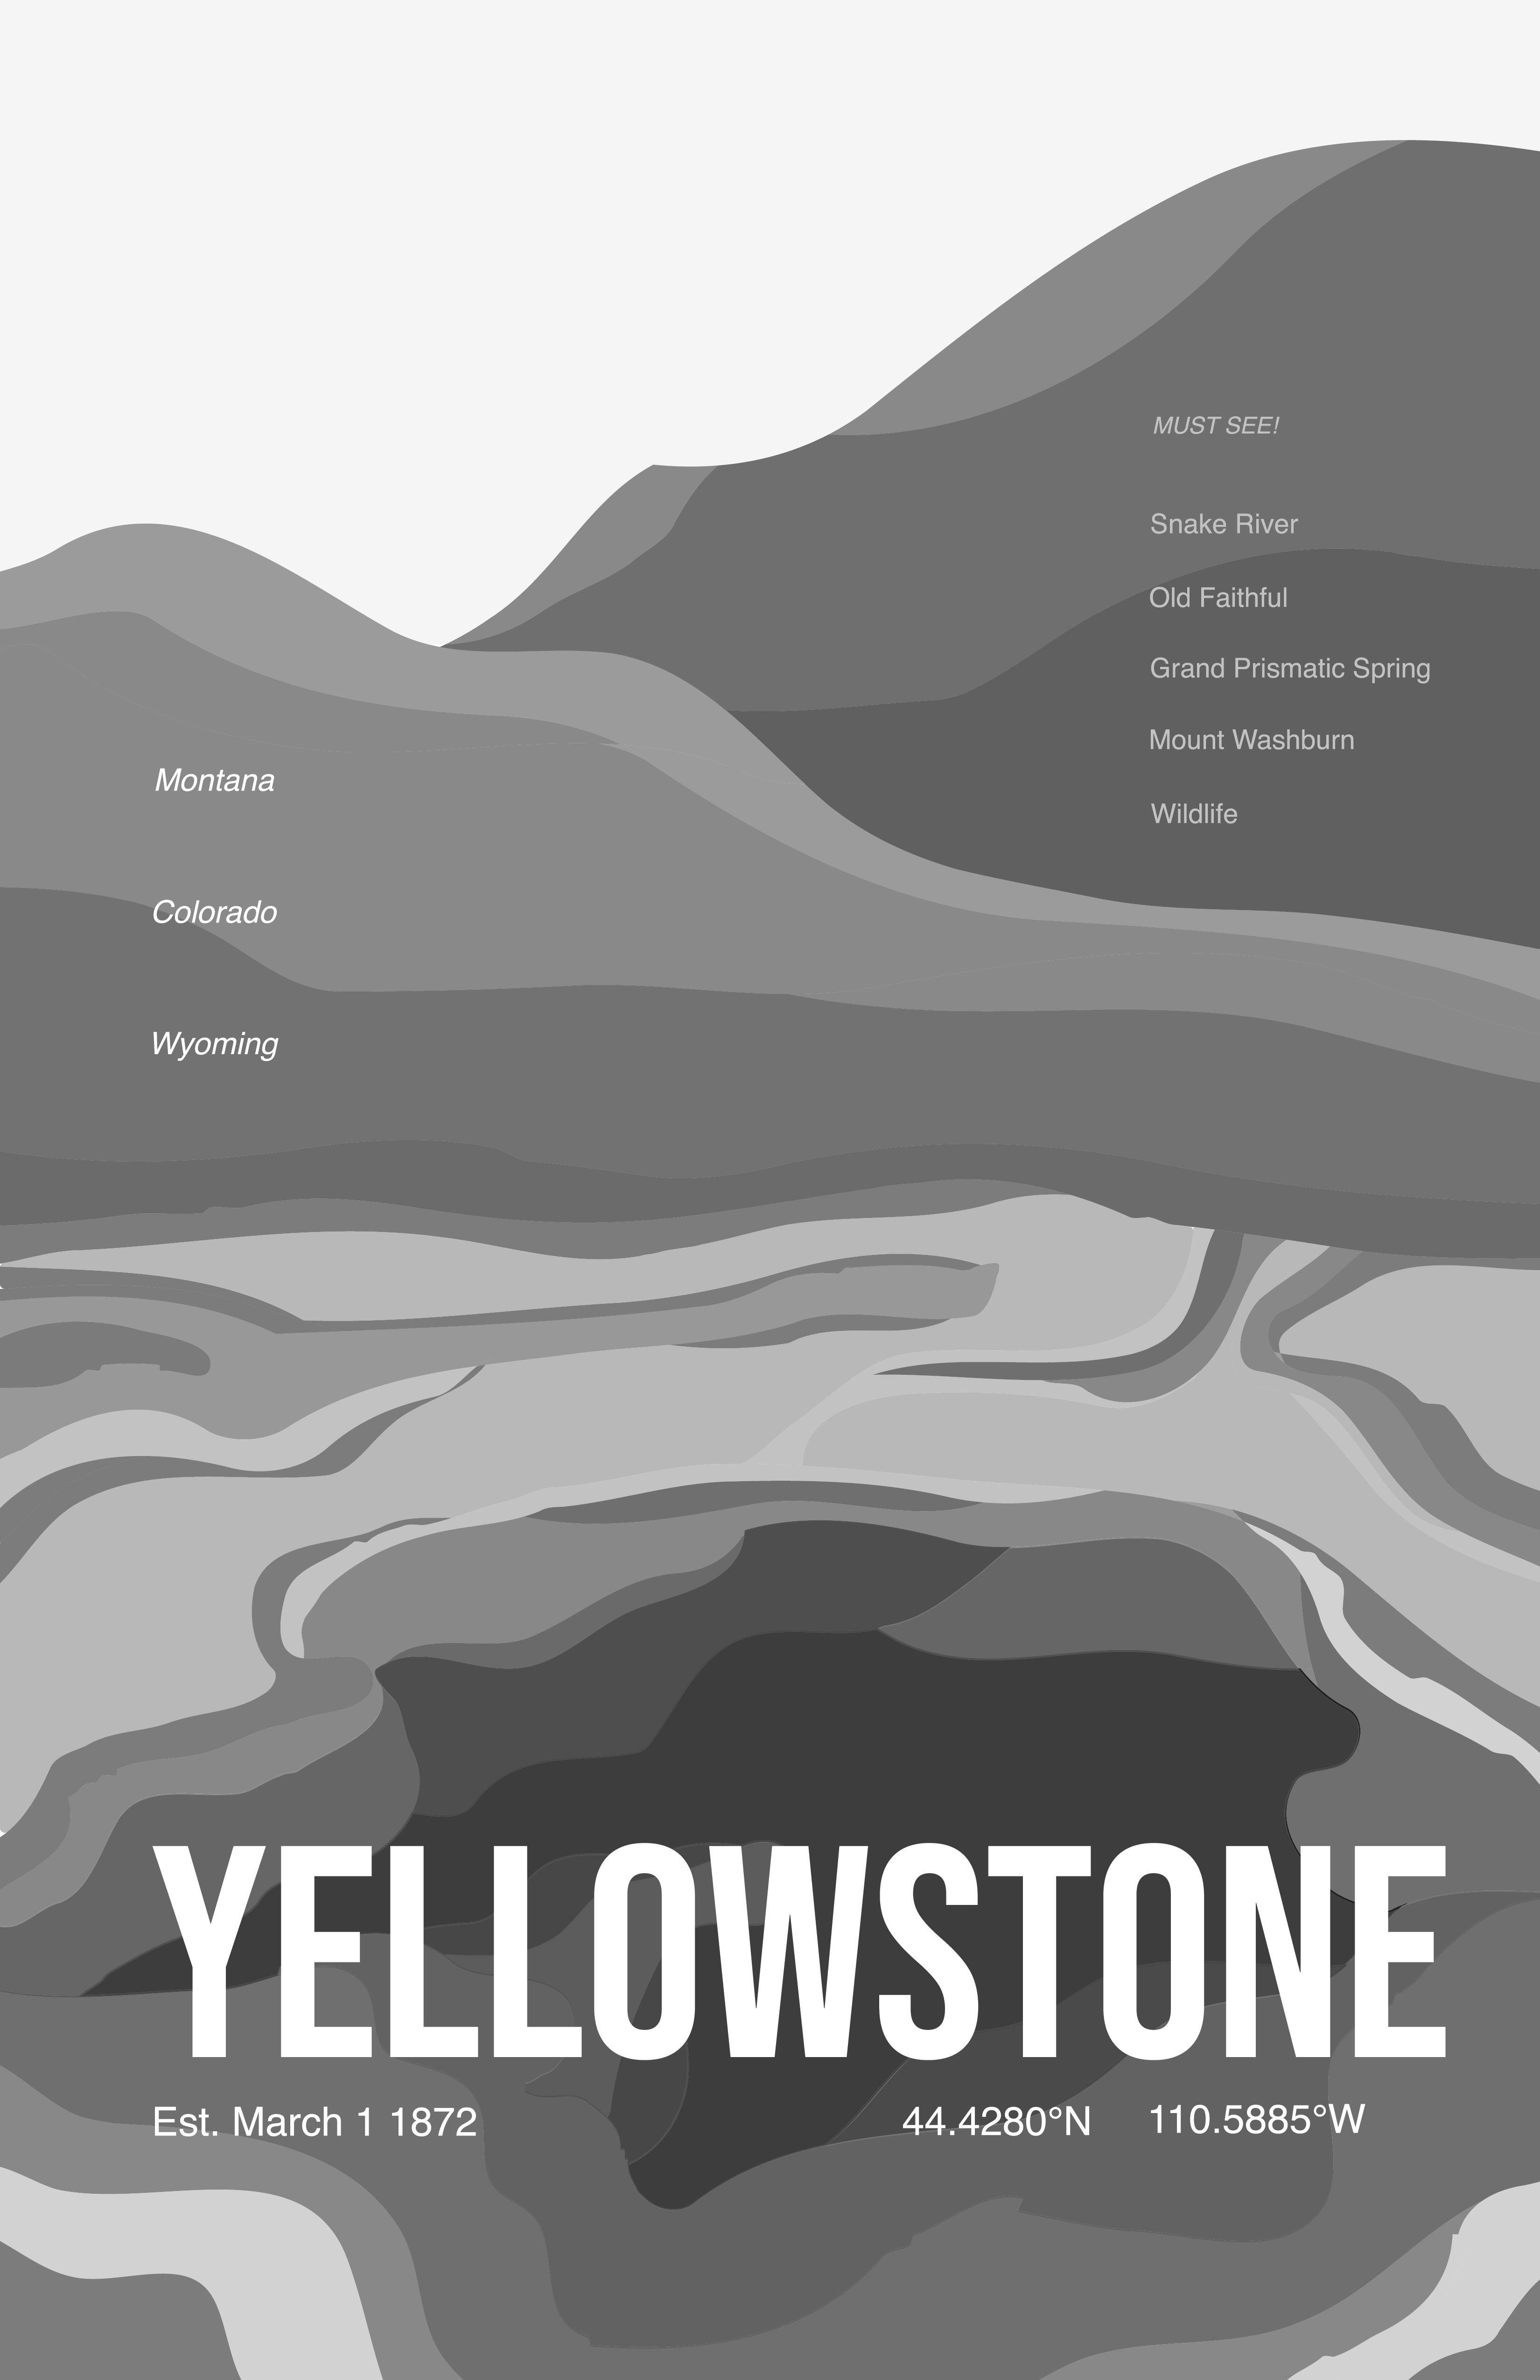 MUST SEE!
Snake River
Old Faithful
Grand Prismatic Spring
Mount Washburn
Wildlife
Montana
Colorado
Wyoming
YELLOWSTONE
Est. March 1 1872
44.4280°N 110.5885°W